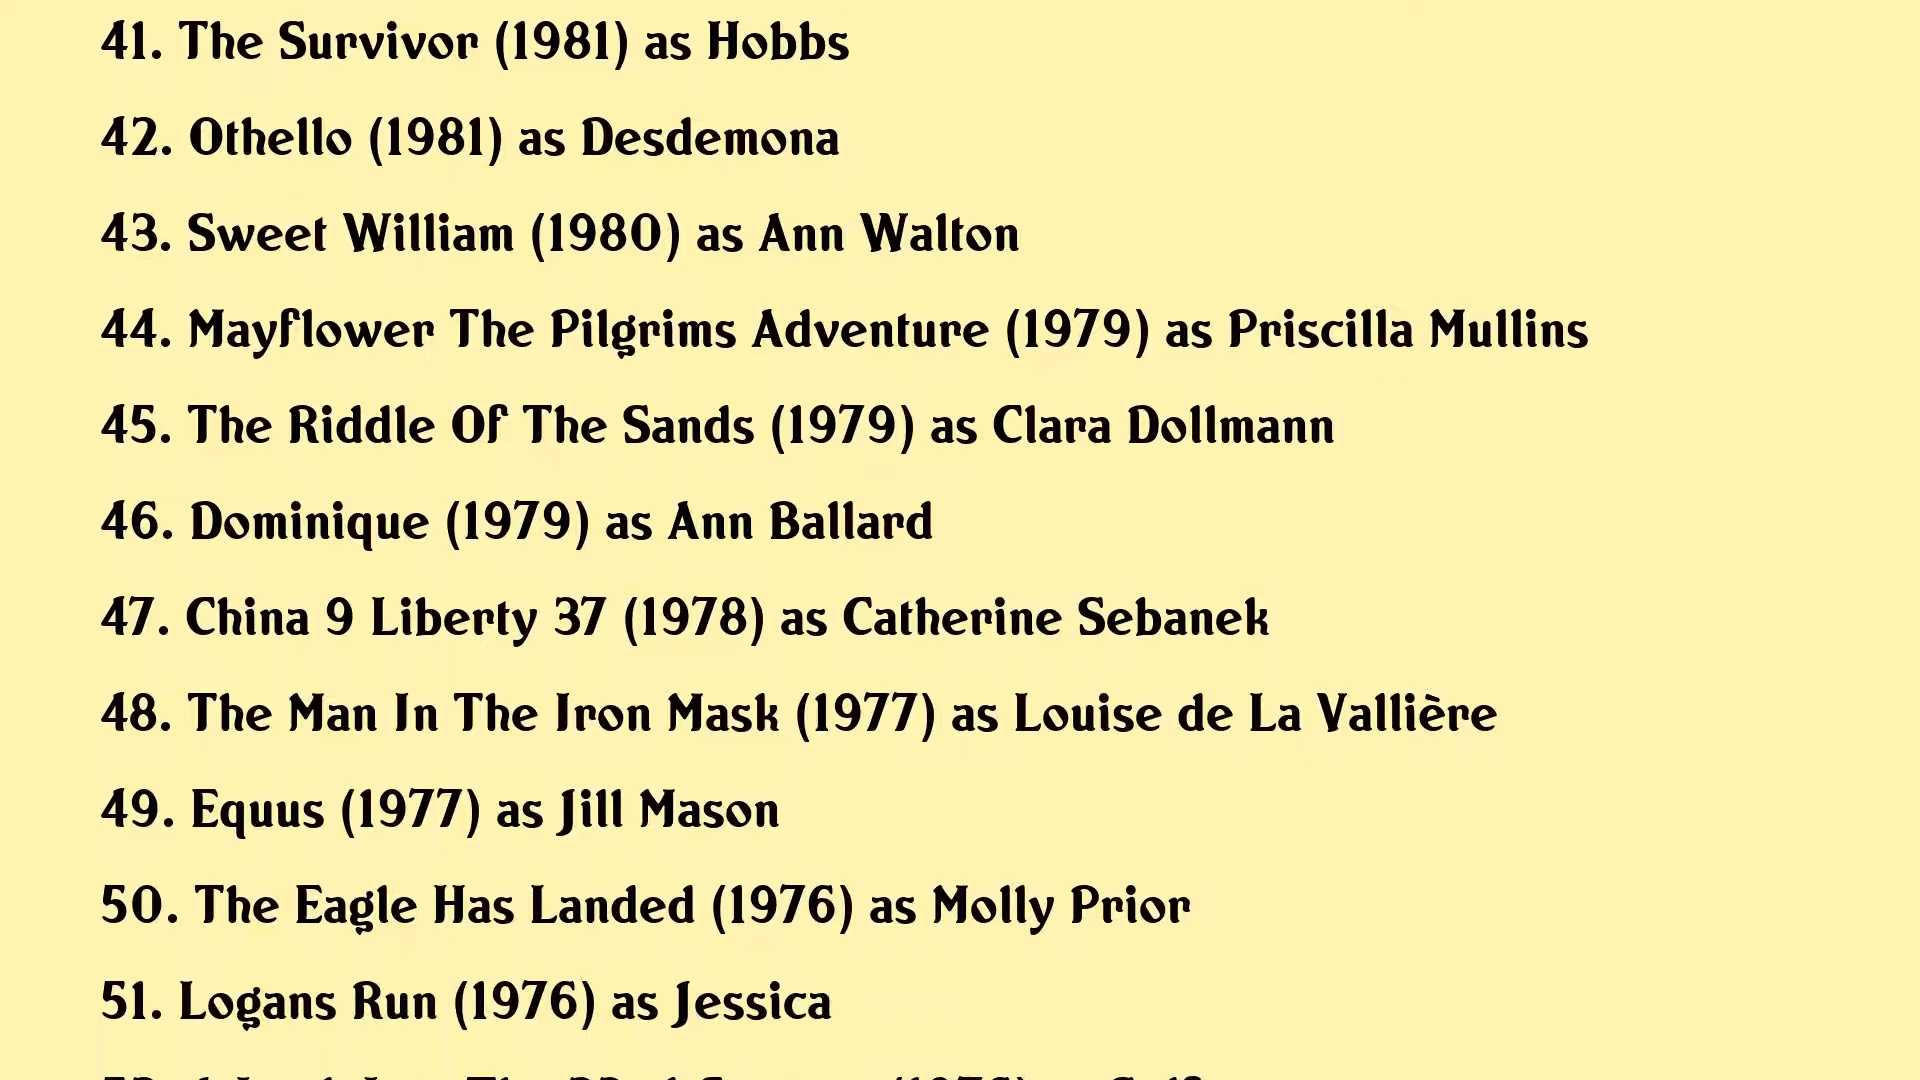 41. The Survivor (1981) as Hobbs
42. Othello (1981) as Desdemona
43. Sweet William (1980) as Ann Walton
44. Mayflower The Pilgrims Adventure (1979) as Priscilla Mullins
45. The Riddle Of The Sands (1979) as Clara Dollmann
46. Dominique (1979) as Ann Ballard
47. China 9 Liberty 37 (1978) as Catherine Sebanek
48. The Man In The Iron Mask (1977) as Louise de La Vallière
49. Equus (1977) as Jill Mason
50. The Eagle Has Landed (1976) as Molly Prior
51. Logans Run (1976) as Jessica